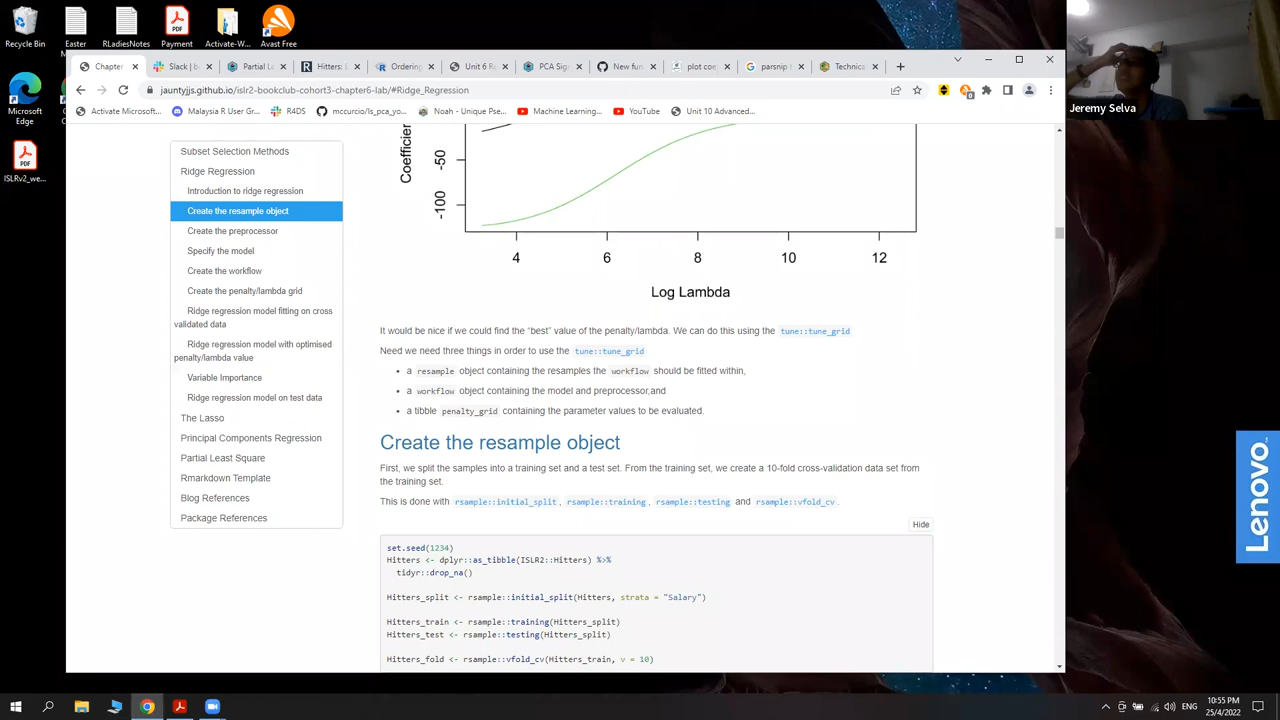 Recycle Bin
Easter
RLadiesNotes
Payment
Activate-W...
Avast Free
Microsoft
Edge
ISLRv2_we...
Chapter
Slack | b
Partial L
Hitters:
Ordering
Unit 6 R
PCA Sig
New fun
plot coe
parsnip
Technica
jauntyjjs.github.io/islr2-bookclub-cohort3-chapter6-lab/#Ridge_Regression
Activate Microsoft...
Malaysia R User Gr...
R4DS
mccurcio/ls_pca_yo...
Noah - Unique Pse...
Machine Learning...
YouTube
Unit 10 Advanced...
Subset Selection Methods
Ridge Regression
Introduction to ridge regression
Create the resample object
Create the preprocessor
Specify the model
Create the workflow
Create the penalty/lambda grid
Ridge regression model fitting on cross
validated data
Ridge regression model with optimised
penalty/lambda value
Variable Importance
Ridge regression model on test data
The Lasso
Principal Components Regression
Partial Least Square
Rmarkdown Template
Blog References
Package References
Coefficien
-50
-100
4 6 8 10 12
Log Lambda
It would be nice if we could find the “best” value of the penalty/lambda. We can do this using the tune::tune_grid
Need we need three things in order to use the tune::tune_grid
• a resample object containing the resamples the workflow should be fitted within,
• a workflow object containing the model and preprocessor,and
• a tibble penalty_grid containing the parameter values to be evaluated.
Create the resample object
First, we split the samples into a training set and a test set. From the training set, we create a 10-fold cross-validation data set from
the training set.
This is done with rsample::initial_split, rsample::training, rsample::testing and rsample::vfold_cv.
Hide
set.seed(1234)
Hitters <- dplyr::as_tibble(ISLR2::Hitters) %>%
tidyr::drop_na()
Hitters_split <- rsample::initial_split(Hitters, strata = "Salary")
Hitters_train <- rsample::training(Hitters_split)
Hitters_test <- rsample::testing(Hitters_split)
Hitters_fold <- rsample::vfold_cv(Hitters_train, v = 10)
Jeremy Selva
Lenovo
10:55 PM
25/4/2022